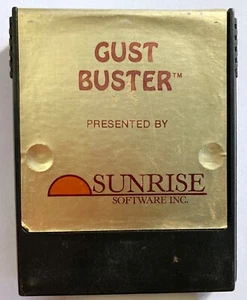 GUST
BUSTER™
PRESENTED BY
SUNRISE
SOFTWARE INC.